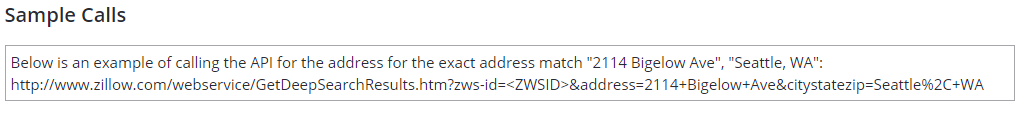 Sample Calls
Below is an example of calling the API for the address for the exact address match "2114 Bigelow Ave", "Seattle, WA":
http://www.zillow.com/webservice/GetDeepSearchResults.htm?zws-id=<ZWSID>&address=2114+Bigelow+Ave&citystatezip=Seattle%2C+WA